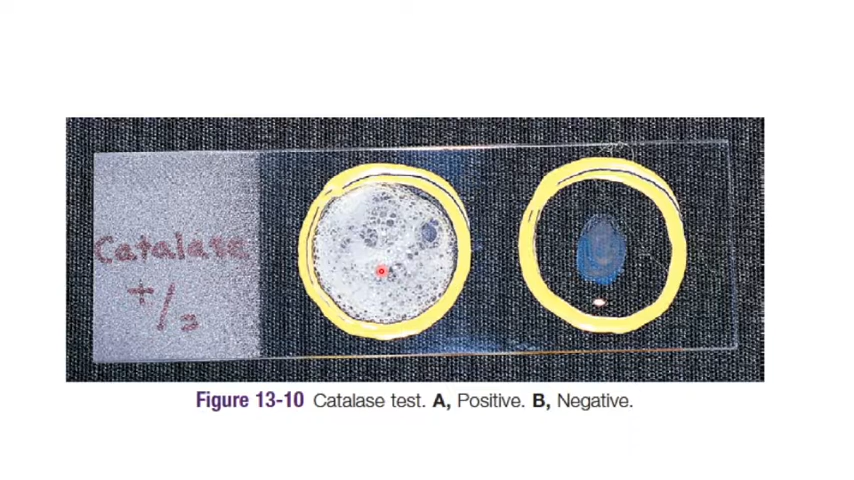 Catalase
+/-
Figure 13-10 Catalase test. A, Positive. B, Negative.